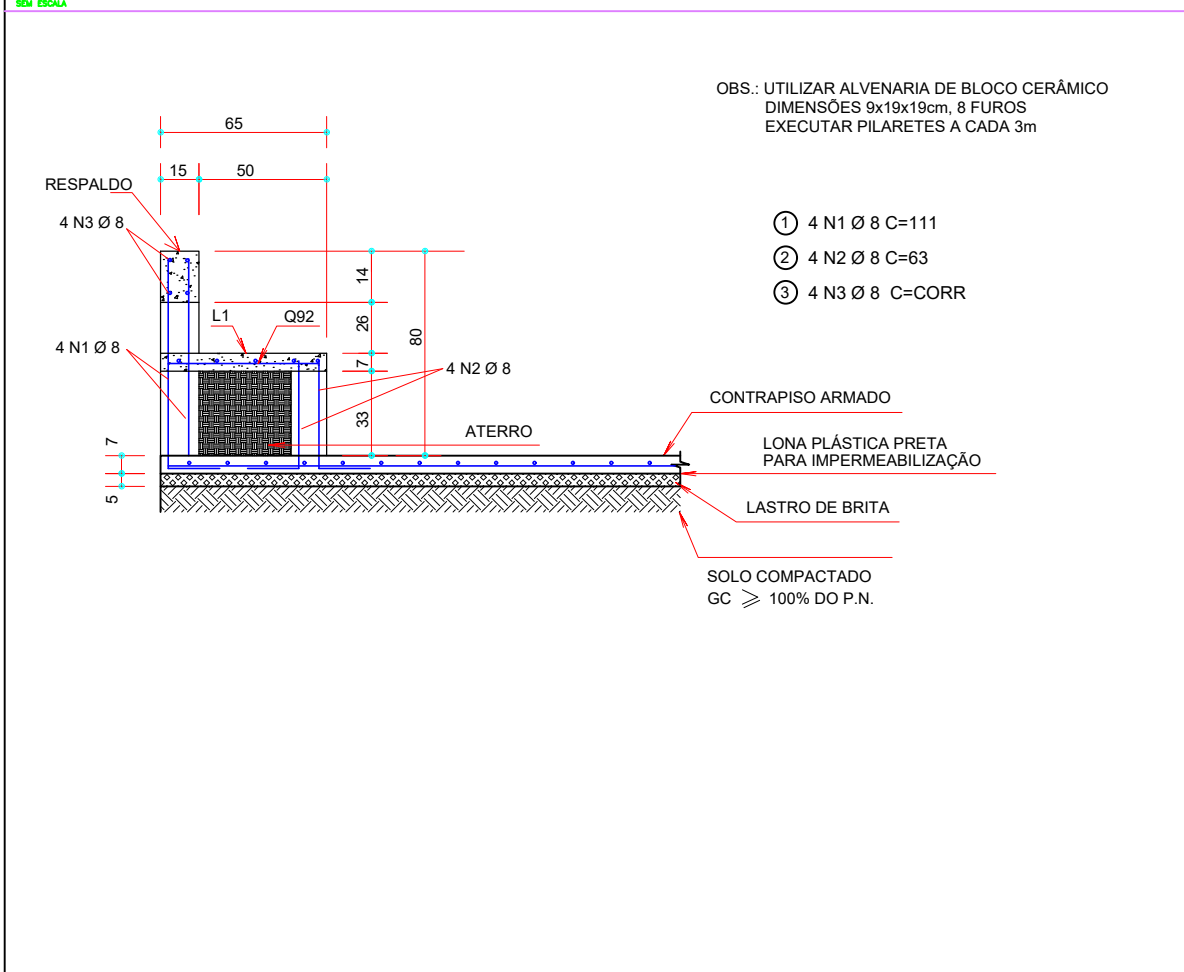 SEM ESCALA
OBS.: UTILIZAR ALVENARIA DE BLOCO CERÂMICO
DIMENSÕES 9x19x19cm, 8 FUROS
EXECUTAR PILARETES A CADA 3m
65
15
50
RESPALDO
4 N3 Ø 8
1 4 N1 Ø 8 C=111
2 4 N2 Ø 8 C=63
3 4 N3 Ø 8 C=CORR
14
26
80
7
33
L1
Q92
4 N1 Ø 8
4 N2 Ø 8
ATERRO
7
5
CONTRAPISO ARMADO
LONA PLÁSTICA PRETA
PARA IMPERMEABILIZAÇÃO
LASTRO DE BRITA
SOLO COMPACTADO
GC ⩾ 100% DO P.N.